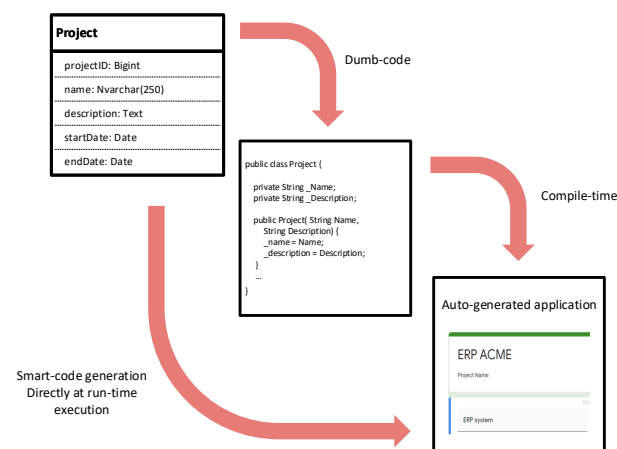 Project
projectID: Bigint
name: Nvarchar(250)
description: Text
startDate: Date
endDate: Date
Dumb-code
public class Project {
private String _Name;
private String _Description;
public Project( String Name,
String Description) {
_name = Name;
_description = Description;
}
...
}
Compile-time
Auto-generated application
ERP ACME
Project Name
ERP system
Smart-code generation
Directly at run-time
execution